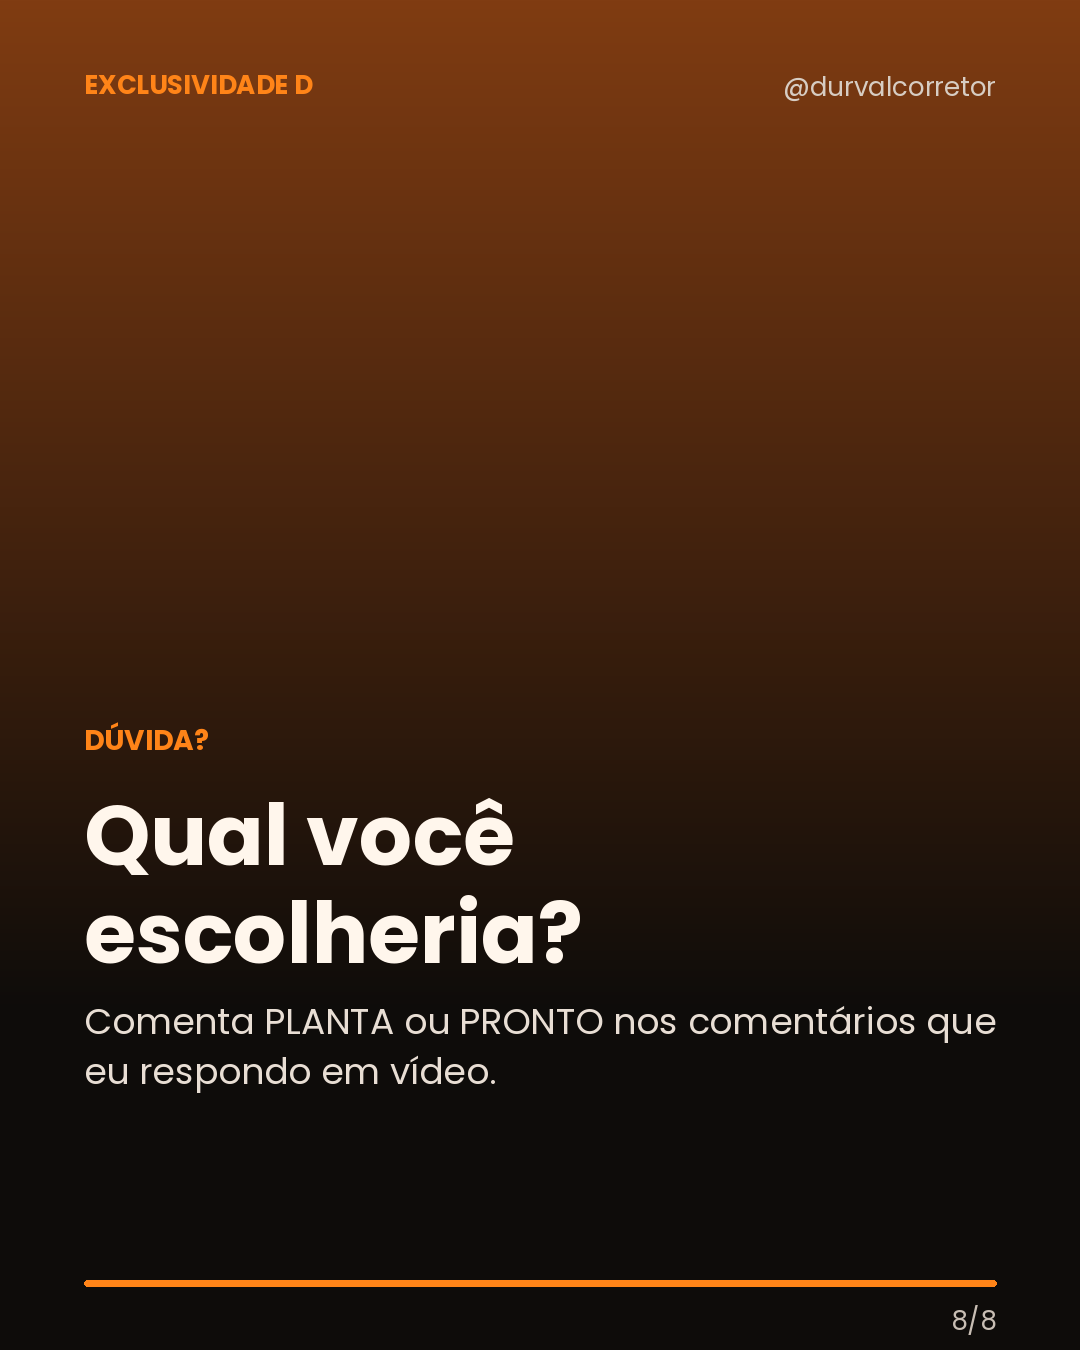 EXCLUSIVIDADE D
@durvalcorretor
DÚVIDA?
Qual você
escolheria?
Comenta PLANTA ou PRONTO nos comentários que
eu respondo em vídeo.
8/8